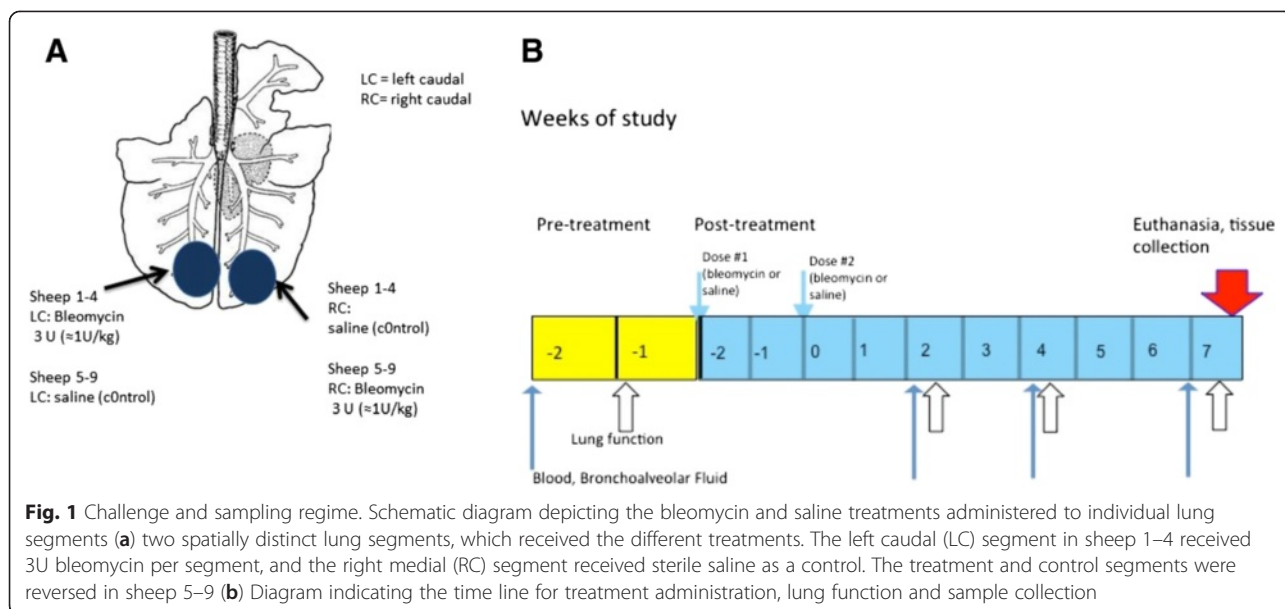 A
LC = left caudal
RC= right caudal
Sheep 1-4
LC: Bleomycin
3 U (≈1U/kg)
Sheep 5-9
LC: saline (c0ntrol)
Sheep 1-4
RC:
saline (c0ntrol)
Sheep 5-9
RC: Bleomycin
3 U (≈1U/kg)
B
Weeks of study
Pre-treatment
Post-treatment
Euthanasia, tissue
collection
Dose #1
(bleomycin or
saline)
Dose #2
(bleomycin or
saline)
-2 -1 -2 -1 0 1 2 3 4 5 6 7
Lung function
Blood, Bronchoalveolar Fluid
Fig. 1 Challenge and sampling regime. Schematic diagram depicting the bleomycin and saline treatments administered to individual lung
segments (a) two spatially distinct lung segments, which received the different treatments. The left caudal (LC) segment in sheep 1–4 received
3U bleomycin per segment, and the right medial (RC) segment received sterile saline as a control. The treatment and control segments were
reversed in sheep 5–9 (b) Diagram indicating the time line for treatment administration, lung function and sample collection